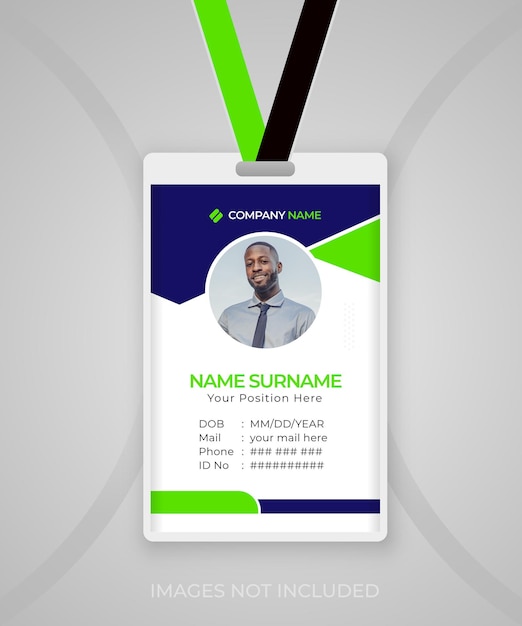 COMPANY NAME
NAME SURNAME
Your Position Here
DOB : MM/DD/YEAR
Mail : your mail here
Phone : ### ### ####
ID No : ##########
IMAGES NOT INCLUDED